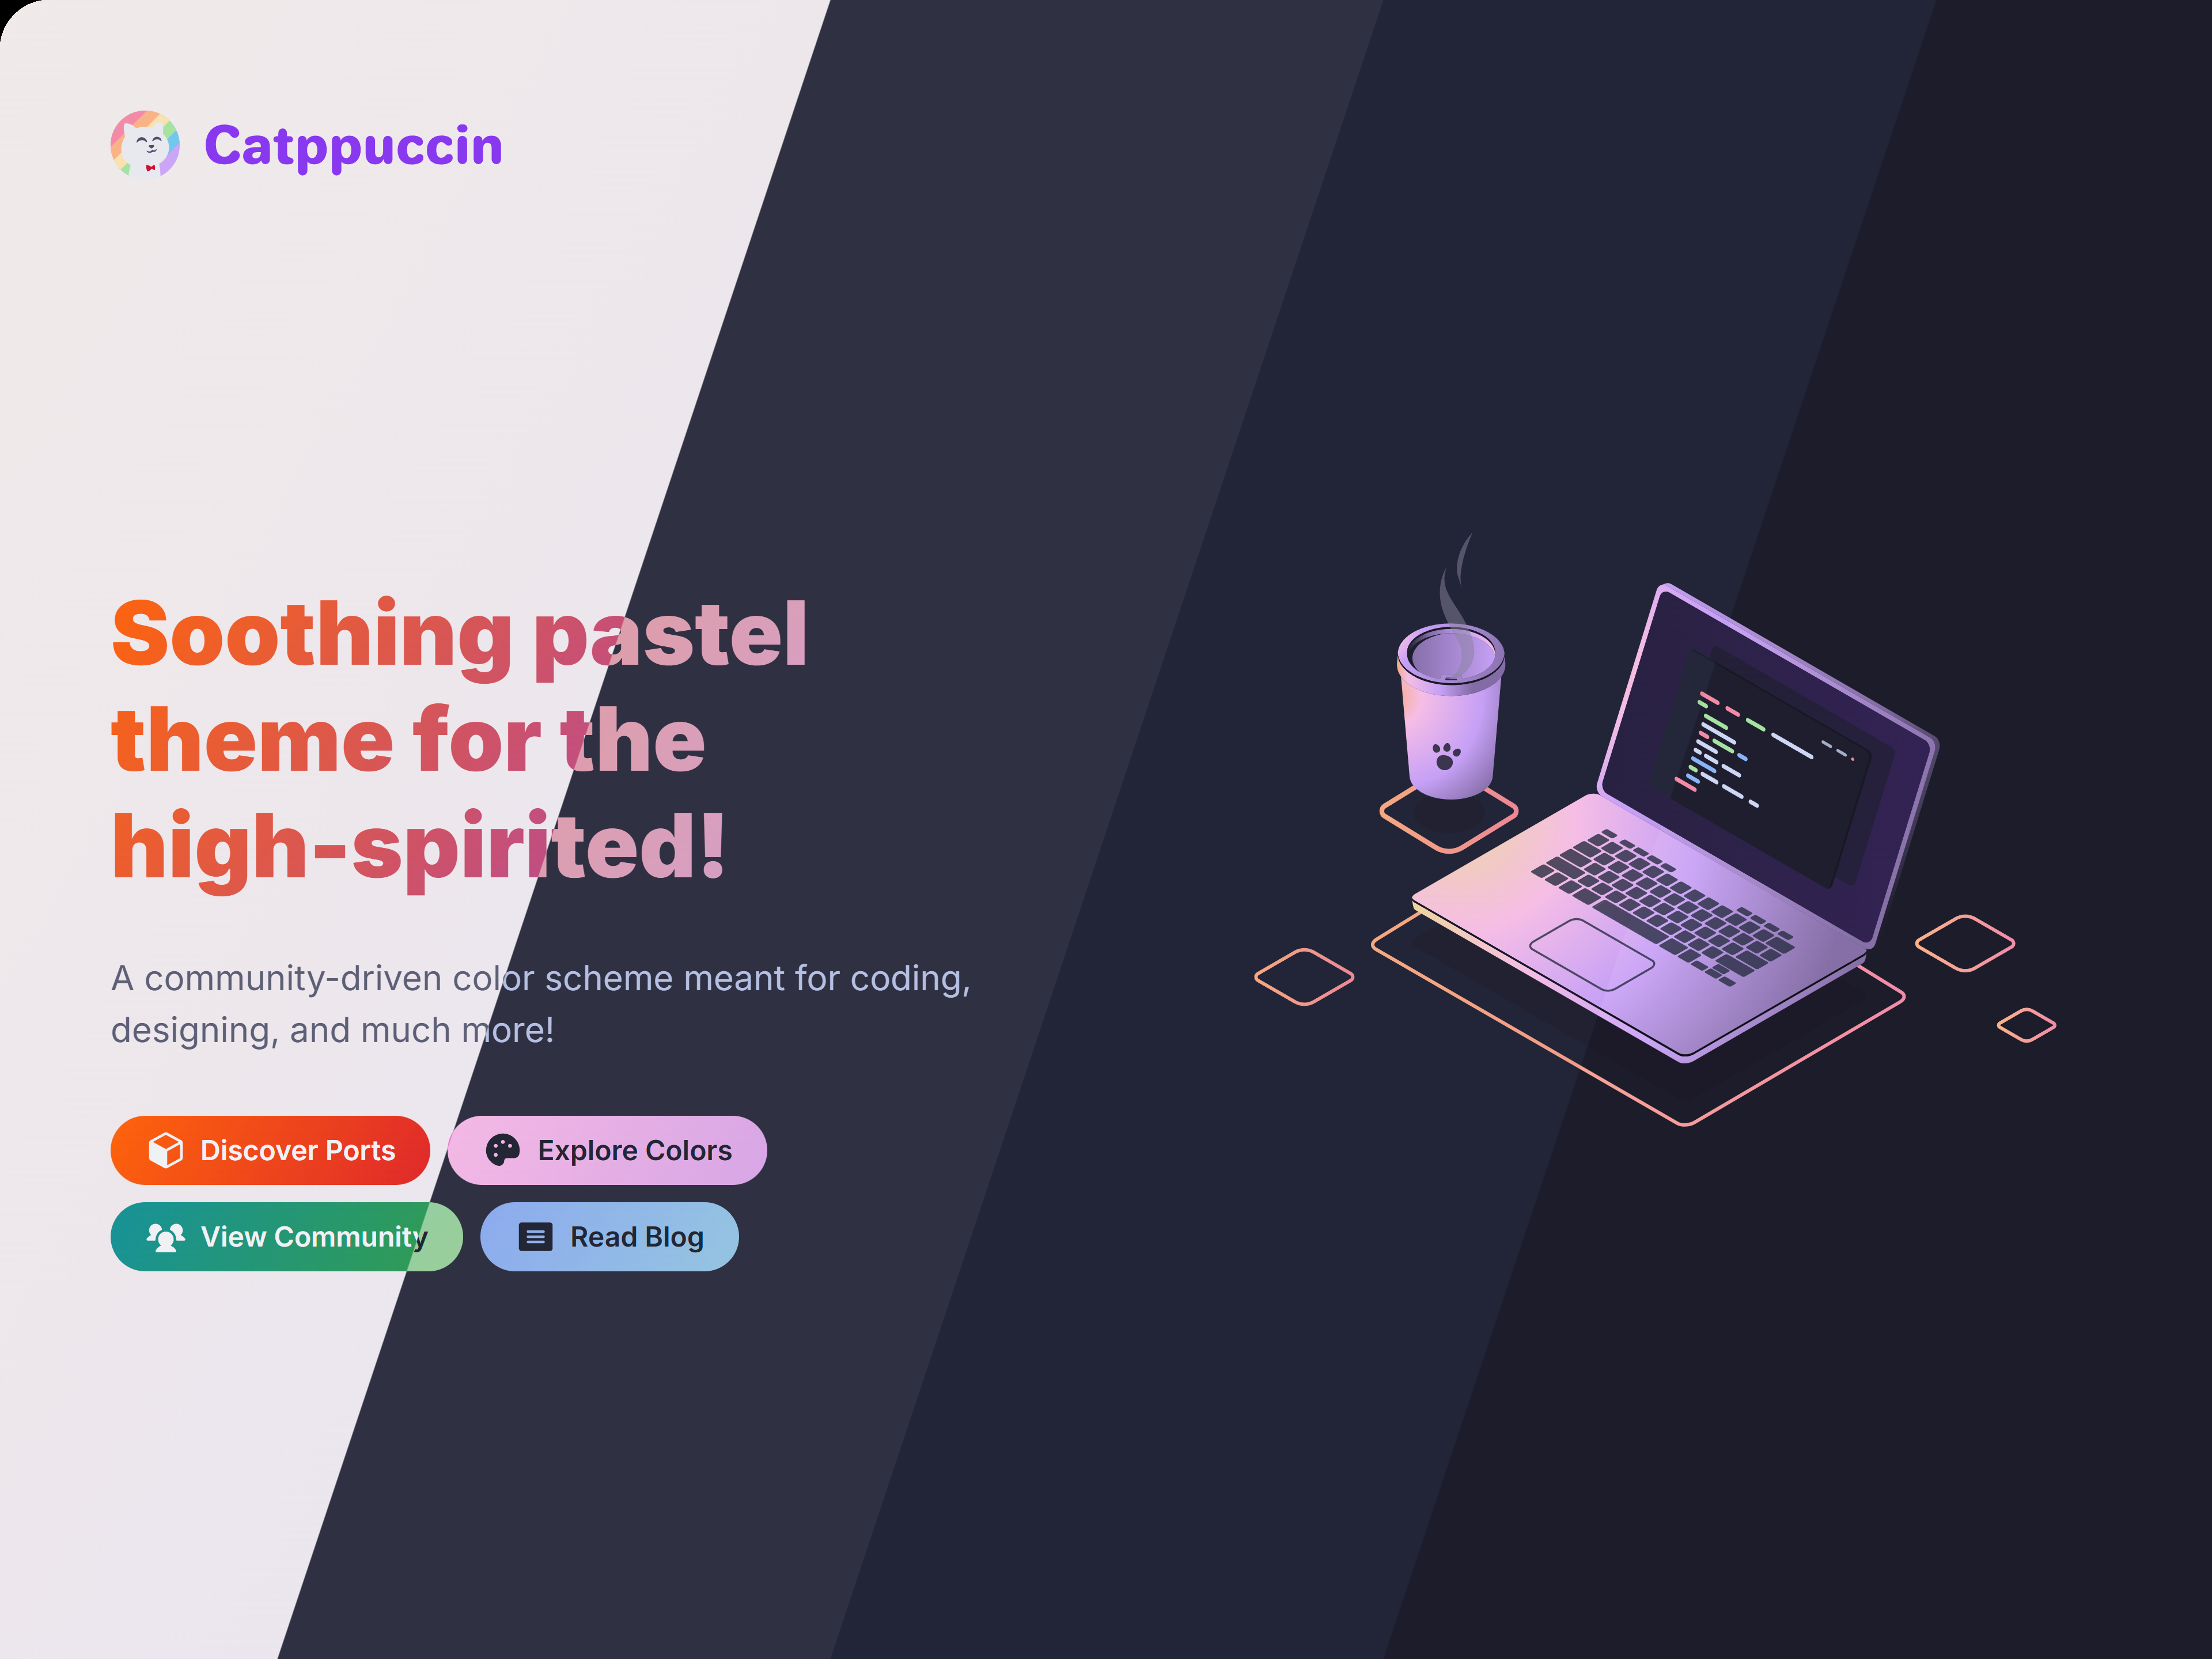 Catppuccin
Soothing pastel
theme for the
high-spirited!
A community-driven color scheme meant for coding,
designing, and much more!
Discover Ports
Explore Colors
View Community
Read Blog